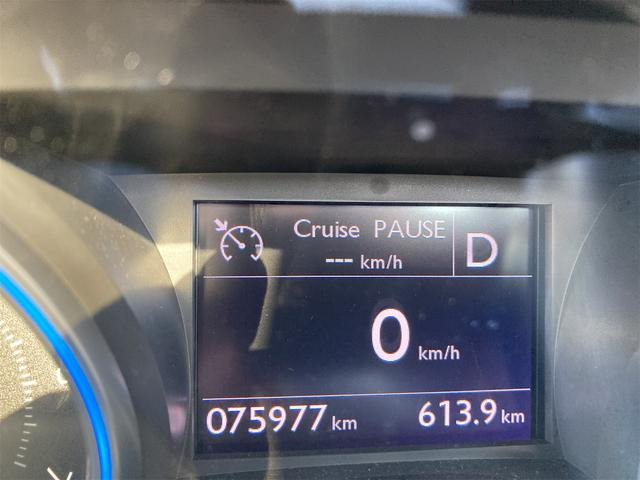 Cruise PAUSE
--- km/h
D
0 km/h
075977 km 613.9 km